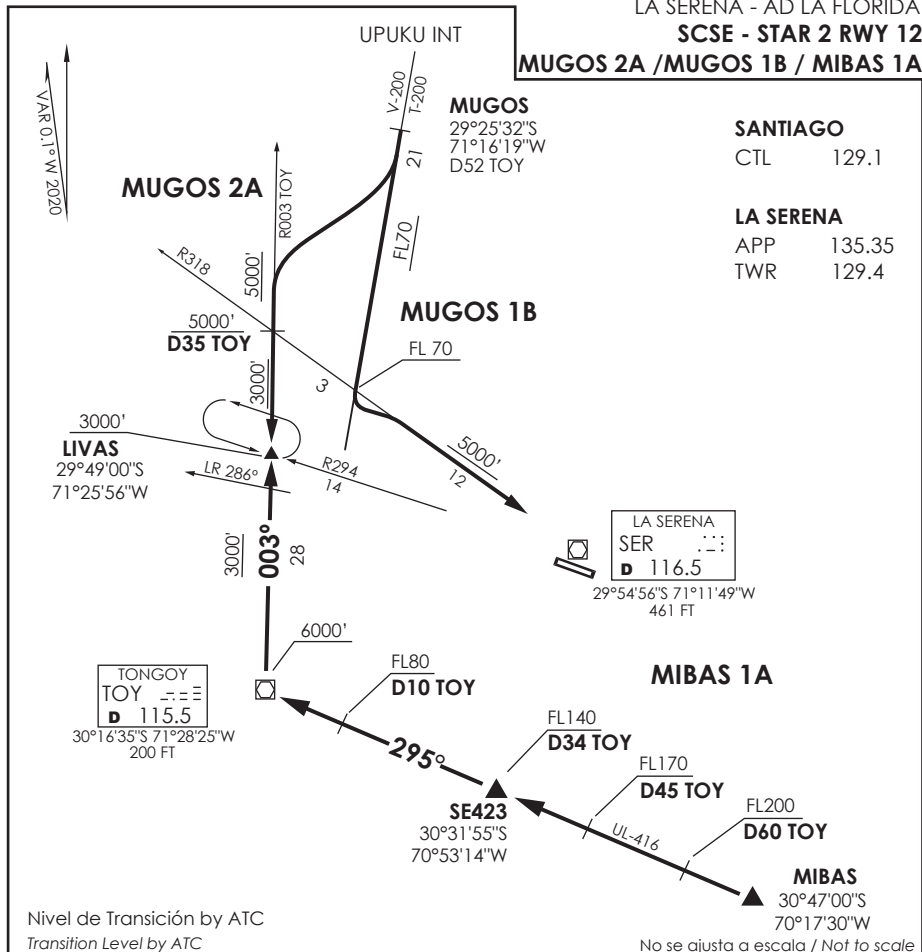 LA SERENA - AD LA FLORIDA
SCSE - STAR 2 RWY 12
MUGOS 2A /MUGOS 1B / MIBAS 1A
UPUKU INT
VAR 0.1° W 2020
V-200
T-200
MUGOS
29°25'32"S
71°16'19"W
D52 TOY
21
SANTIAGO
CTL 129.1
LA SERENA
APP 135.35
TWR 129.4
MUGOS 2A
R003 TOY
FL70
R318
5000'
5000'
D35 TOY
MUGOS 1B
FL 70
3000'
3
3000'
LIVAS
29°49'00"S
71°25'56"W
LR 286°
R294
14
5000'
12
3000'
003°
28
LA SERENA
SER
D 116.5
29°54'56"S 71°11'49"W
461 FT
6000'
TONGOY
TOY
D 115.5
30°16'35"S 71°28'25"W
200 FT
FL80
D10 TOY
MIBAS 1A
295°
FL140
D34 TOY
SE423
30°31'55"S
70°53'14"W
FL170
D45 TOY
UL-416
FL200
D60 TOY
MIBAS
30°47'00"S
70°17'30"W
Nivel de Transición by ATC
Transition Level by ATC
No se ajusta a escala / Not to scale